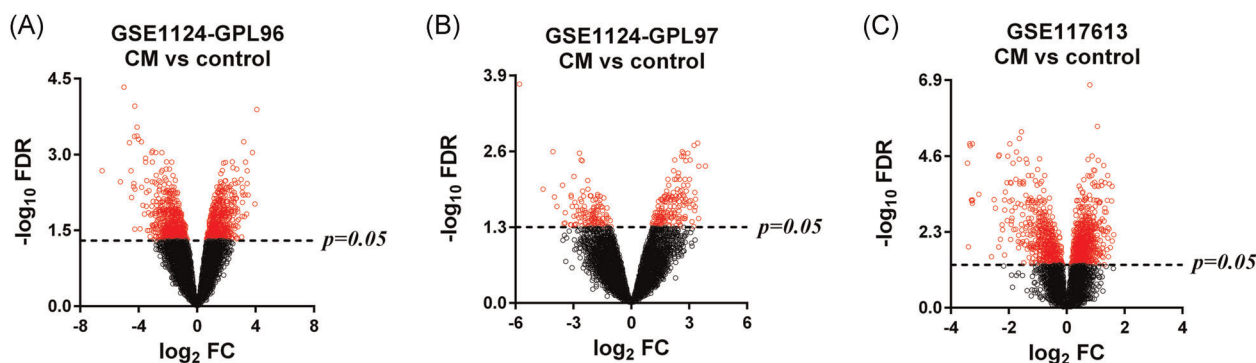 (A)
GSE1124-GPL96
CM vs control
-log10 FDR
4.5
3.0
1.5
0.0
p=0.05
-8
-4
0
4
8
log2 FC
(B)
GSE1124-GPL97
CM vs control
-log10 FDR
3.9
2.6
1.3
0.0
p=0.05
-6
-3
0
3
6
log2 FC
(C)
GSE117613
CM vs control
-log10 FDR
6.9
4.6
2.3
0.0
p=0.05
-4
-2
0
2
4
log2 FC